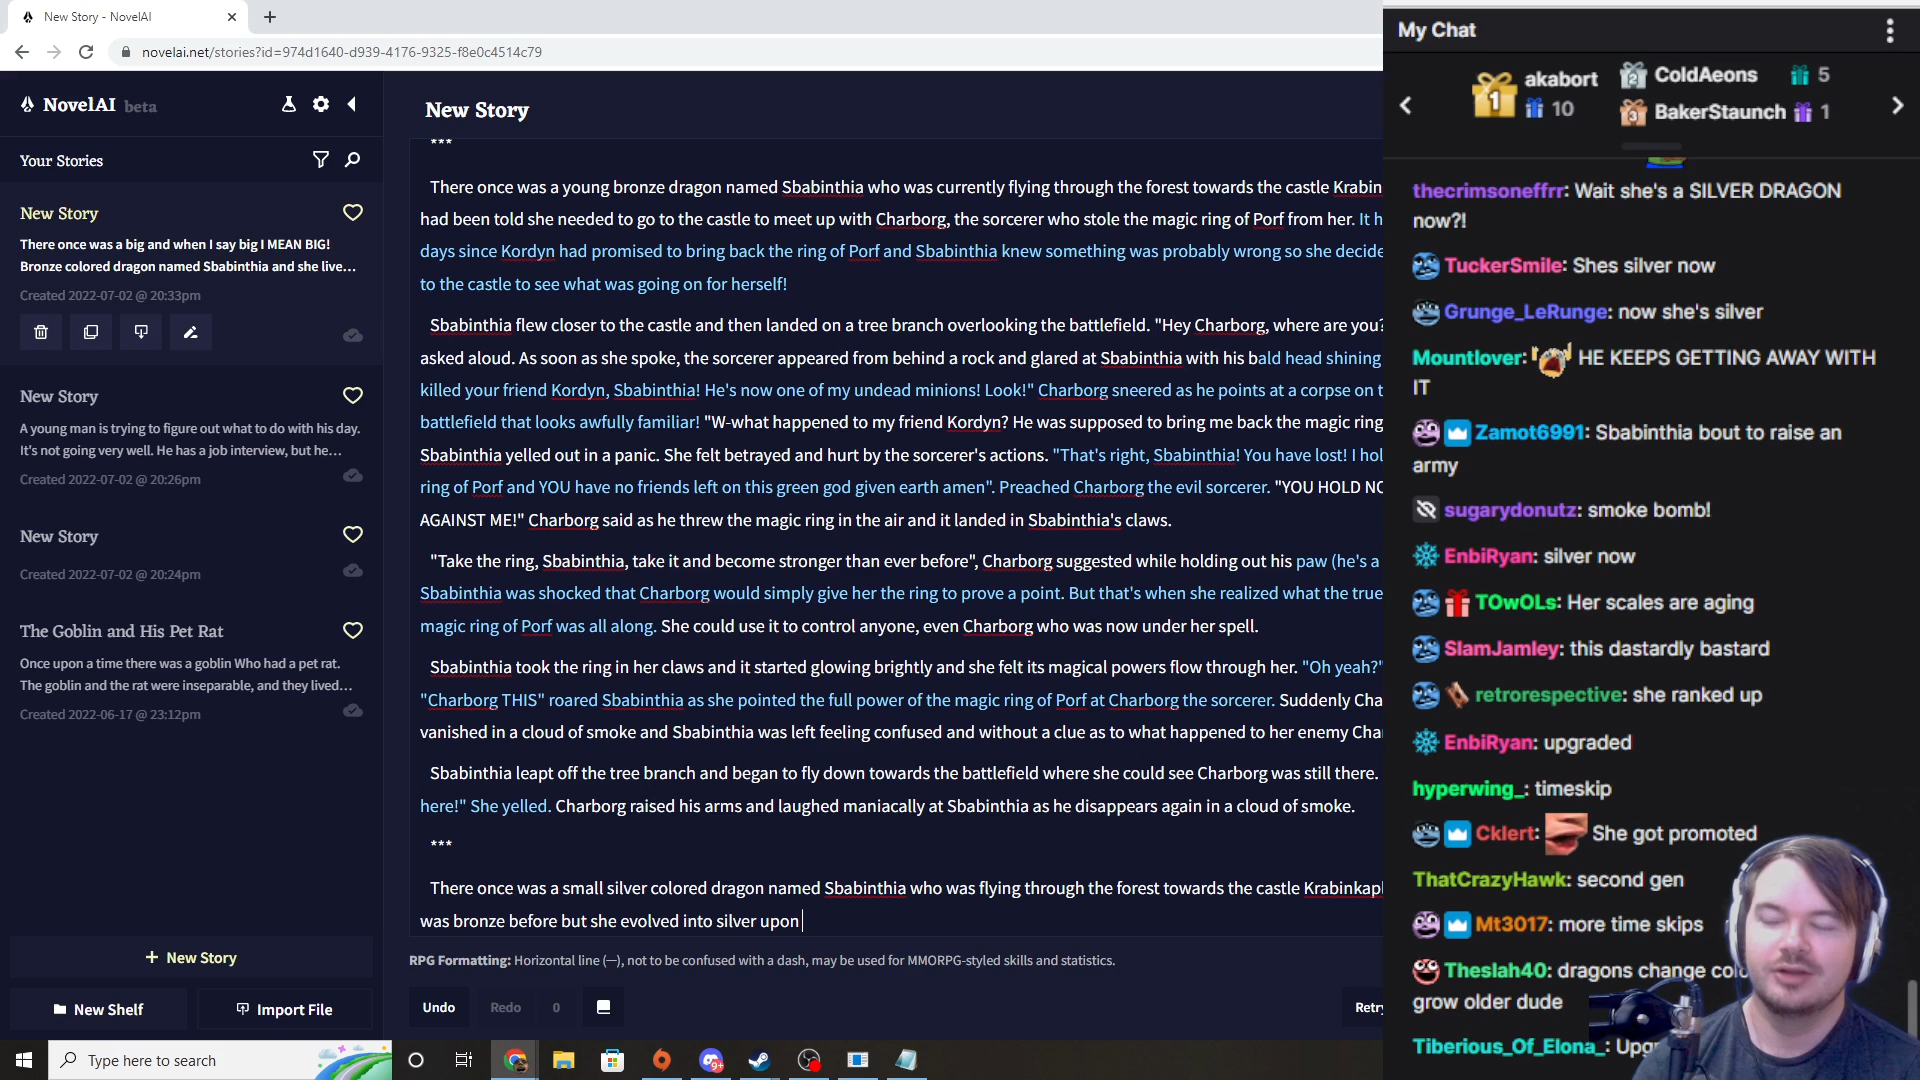 New Story - NovelAI
novelai.net/stories?id=974d1640-d939-4176-9325-f8e0c4514c79
NovelAI beta
Your Stories
New Story
There once was a big and when I say big I MEAN BIG!
Bronze colored dragon named Sbabinthia and she live...
Created 2022-07-02 @ 20:33pm
New Story
A young man is trying to figure out what to do with his day.
It's not going very well. He has a job interview, but he...
Created 2022-07-02 @ 20:26pm
New Story
Created 2022-07-02 @ 20:24pm
The Goblin and His Pet Rat
Once upon a time there was a goblin Who had a pet rat.
The goblin and the rat were inseparable, and they lived...
Created 2022-06-17 @ 23:12pm
+ New Story
New Shelf
Import File
New Story
***
There once was a young bronze dragon named Sbabinthia who was currently flying through the forest towards the castle Krabin
had been told she needed to go to the castle to meet up with Charborg, the sorcerer who stole the magic ring of Porf from her. It h
days since Kordyn had promised to bring back the ring of Porf and Sbabinthia knew something was probably wrong so she decide
to the castle to see what was going on for herself!
Sbabinthia flew closer to the castle and then landed on a tree branch overlooking the battlefield. "Hey Charborg, where are you?
asked aloud. As soon as she spoke, the sorcerer appeared from behind a rock and glared at Sbabinthia with his bald head shining
killed your friend Kordyn, Sbabinthia! He's now one of my undead minions! Look!" Charborg sneered as he points at a corpse on t
battlefield that looks awfully familiar! "W-what happened to my friend Kordyn? He was supposed to bring me back the magic ring
Sbabinthia yelled out in a panic. She felt betrayed and hurt by the sorcerer's actions. "That's right, Sbabinthia! You have lost! I hol
ring of Porf and YOU have no friends left on this green god given earth amen". Preached Charborg the evil sorcerer. "YOU HOLD NO
AGAINST ME!" Charborg said as he threw the magic ring in the air and it landed in Sbabinthia's claws.
"Take the ring, Sbabinthia, take it and become stronger than ever before", Charborg suggested while holding out his paw (he's a
Sbabinthia was shocked that Charborg would simply give her the ring to prove a point. But that's when she realized what the true
magic ring of Porf was all along. She could use it to control anyone, even Charborg who was now under her spell.
Sbabinthia took the ring in her claws and it started glowing brightly and she felt its magical powers flow through her. "Oh yeah?"
"Charborg THIS" roared Sbabinthia as she pointed the full power of the magic ring of Porf at Charborg the sorcerer. Suddenly Cha
vanished in a cloud of smoke and Sbabinthia was left feeling confused and without a clue as to what happened to her enemy Cha
Sbabinthia leapt off the tree branch and began to fly down towards the battlefield where she could see Charborg was still there.
here!" She yelled. Charborg raised his arms and laughed maniacally at Sbabinthia as he disappears again in a cloud of smoke.
***
There once was a small silver colored dragon named Sbabinthia who was flying through the forest towards the castle Krabinkap
was bronze before but she evolved into silver upon
RPG Formatting: Horizontal line (—), not to be confused with a dash, may be used for MMORPG-styled skills and statistics.
Undo
Redo
0
Retry
My Chat
1 akabort 10
2 ColdAeons 5
3 BakerStaunch 1
thecrimsoneffrr: Wait she's a SILVER DRAGON
now?!
TuckerSmile: Shes silver now
Grunge_LeRunge: now she's silver
Mountlover: HE KEEPS GETTING AWAY WITH
IT
Zamot6991: Sbabinthia bout to raise an
army
sugarydonutz: smoke bomb!
EnbiRyan: silver now
TOwOLs: Her scales are aging
SlamJamley: this dastardly bastard
retrorespective: she ranked up
EnbiRyan: upgraded
hyperwing_: timeskip
Cklert: She got promoted
ThatCrazyHawk: second gen
Mt3017: more time skips
Theslah40: dragons change co
grow older dude
Tiberious_Of_Elona_: Upg
Type here to search
9+